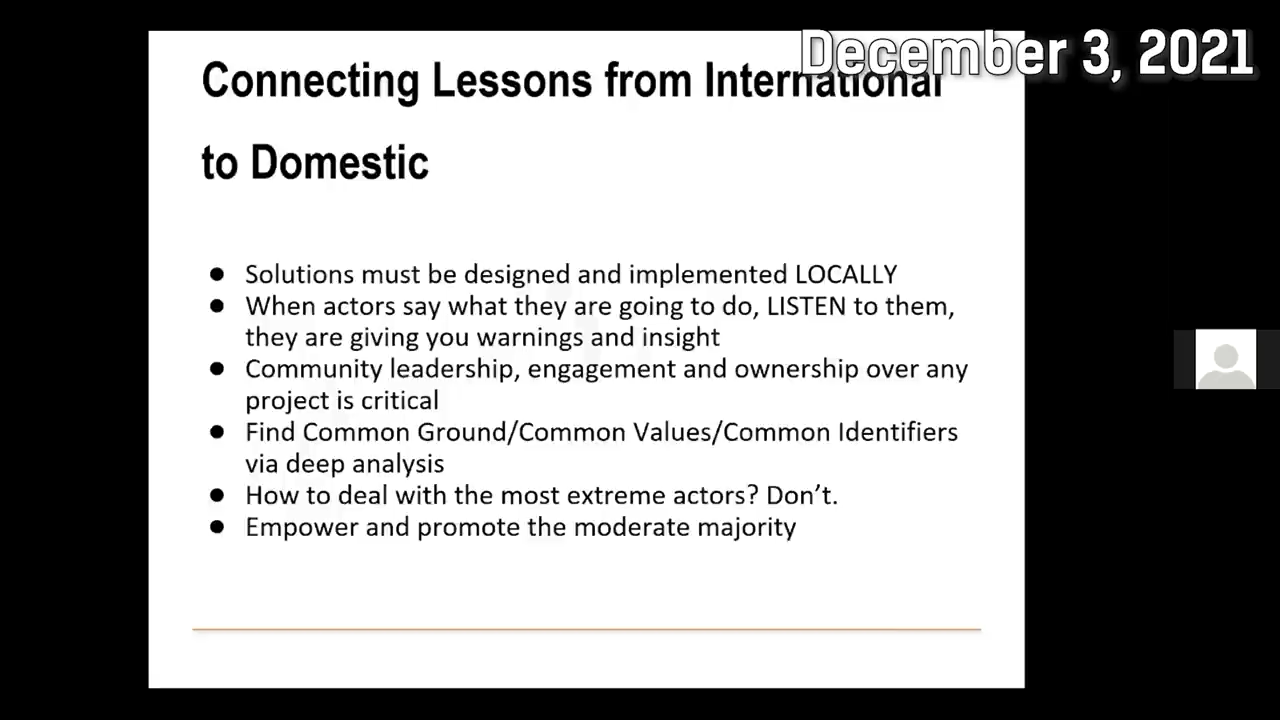 December 3, 2021
Connecting Lessons from International
to Domestic
● Solutions must be designed and implemented LOCALLY
● When actors say what they are going to do, LISTEN to them,
they are giving you warnings and insight
● Community leadership, engagement and ownership over any
project is critical
● Find Common Ground/Common Values/Common Identifiers
via deep analysis
● How to deal with the most extreme actors? Don’t.
● Empower and promote the moderate majority